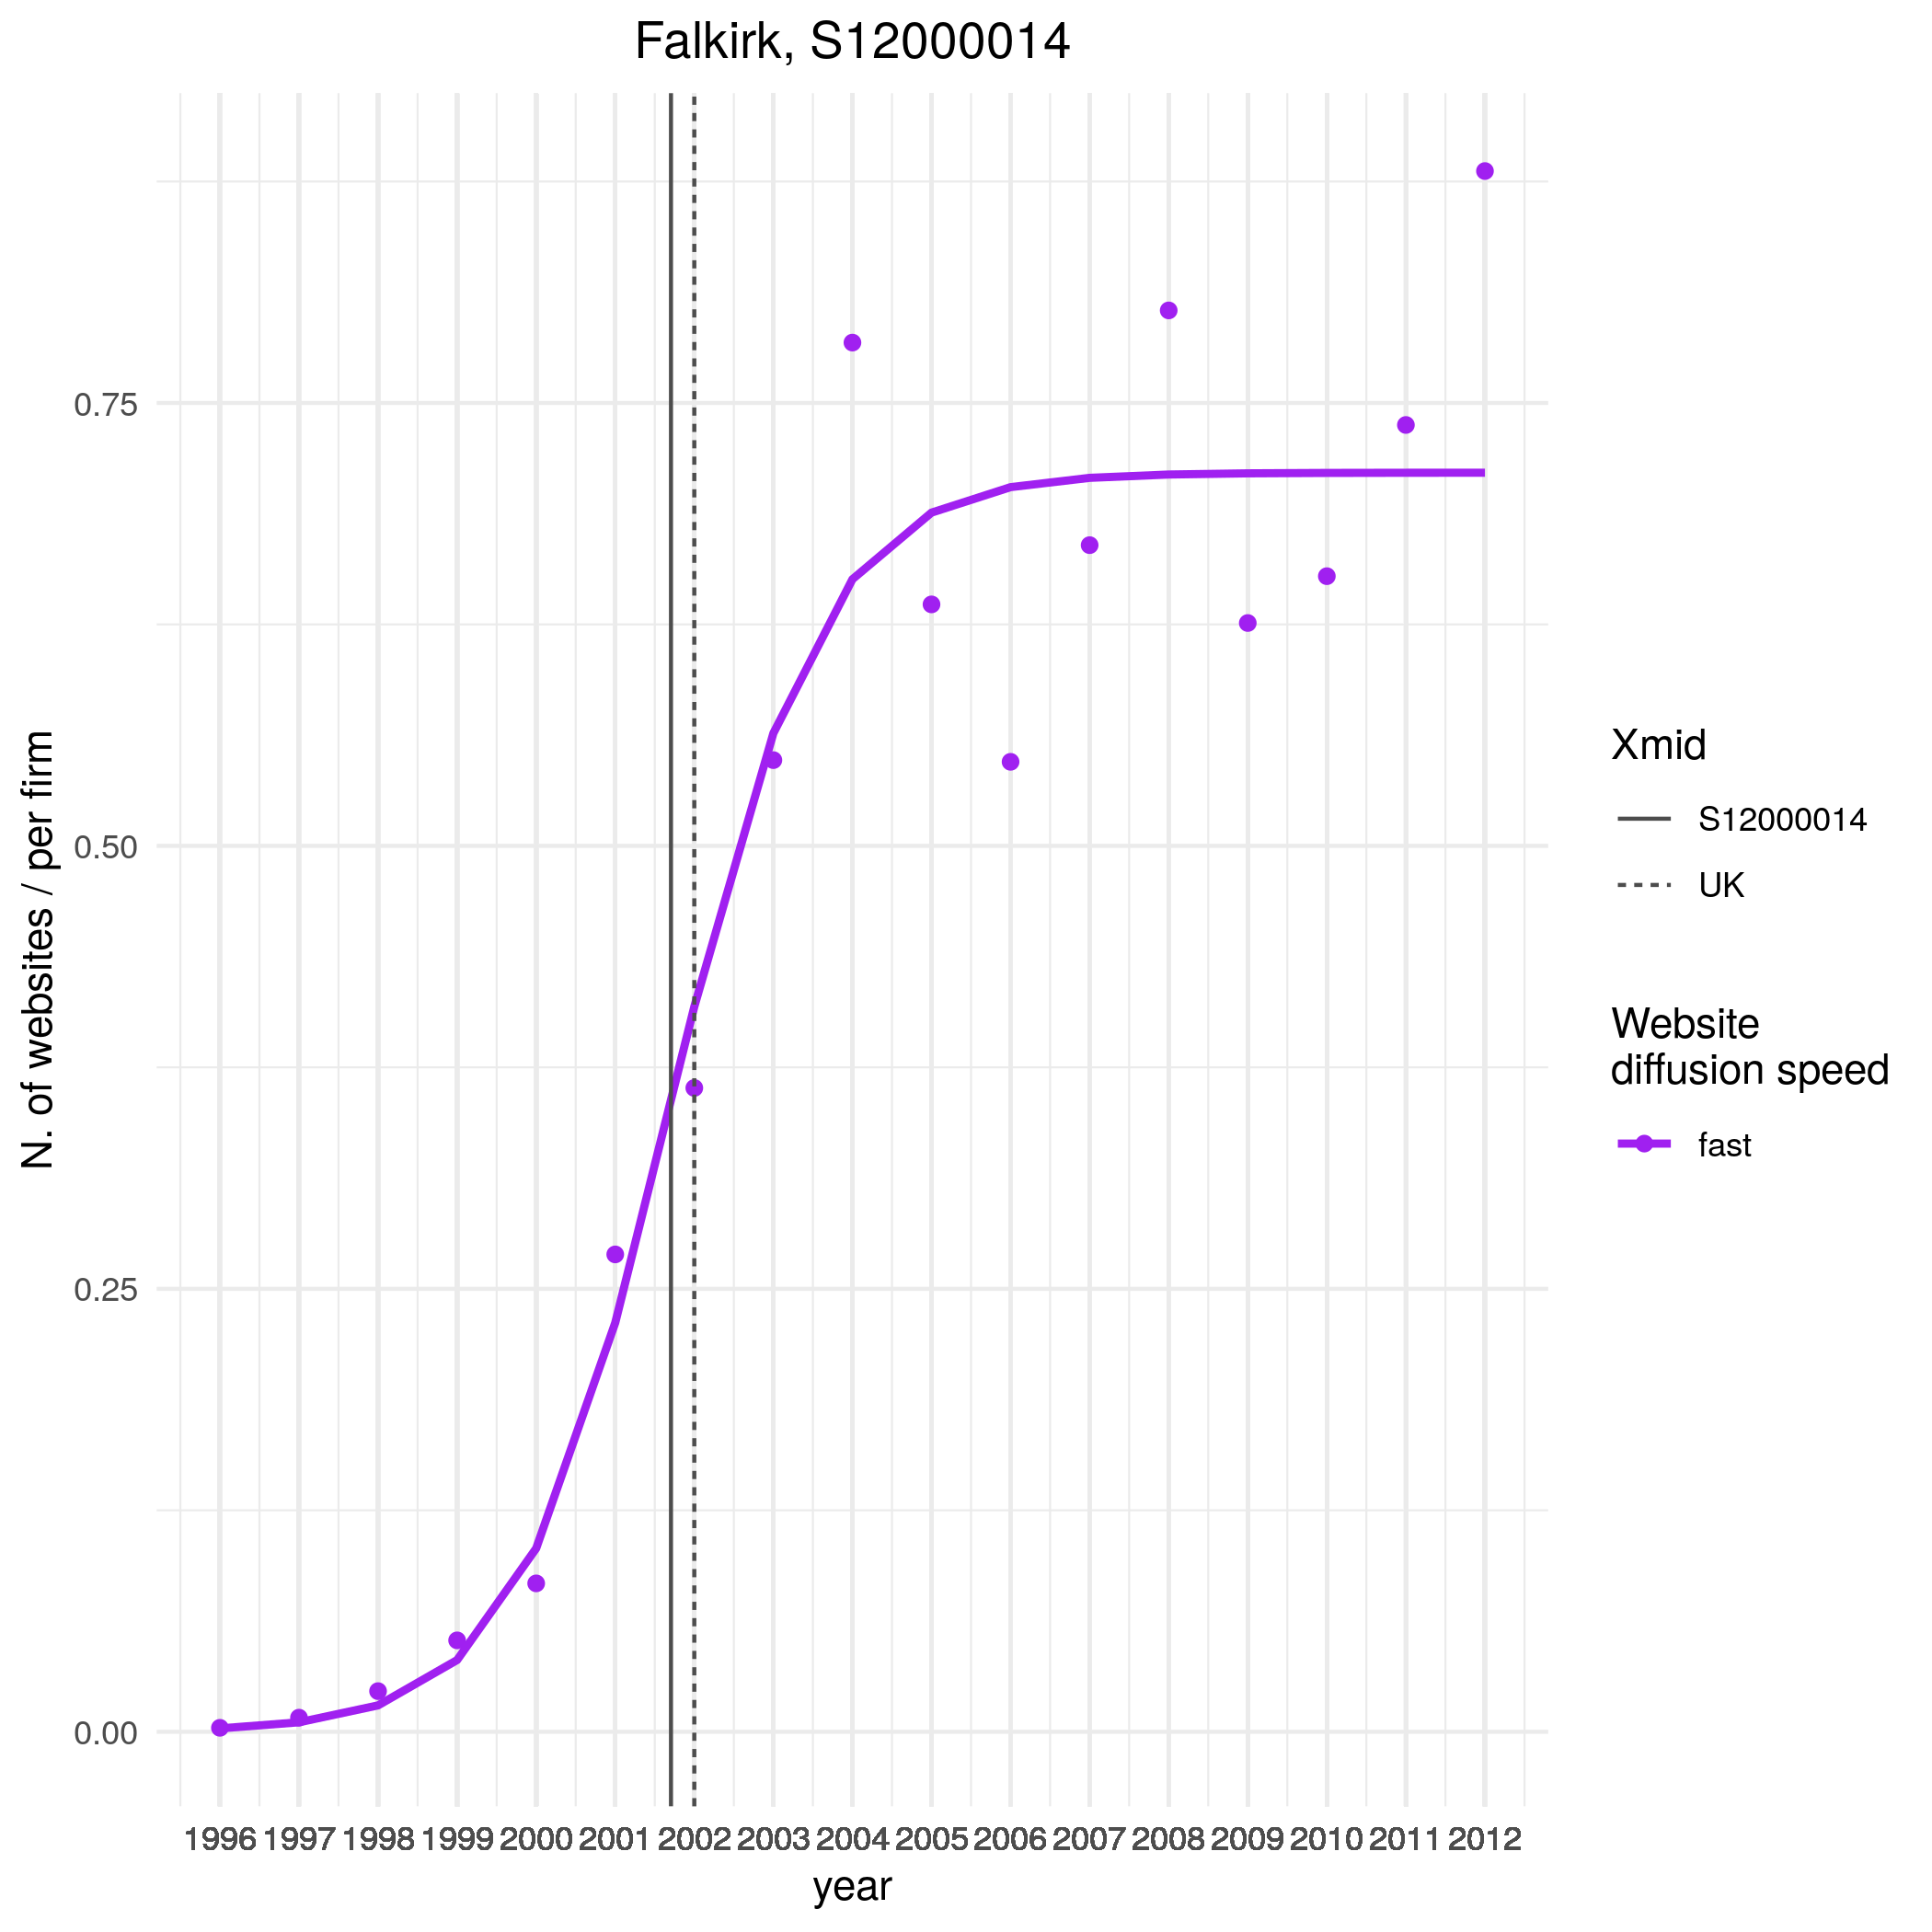 Falkirk, S12000014
N. of websites / per firm
0.75
0.50
0.25
0.00
1996 1997 1998 1999 2000 2001 2002 2003 2004 2005 2006 2007 2008 2009 2010 2011 2012
year
Xmid
S12000014
UK
Website
diffusion speed
fast